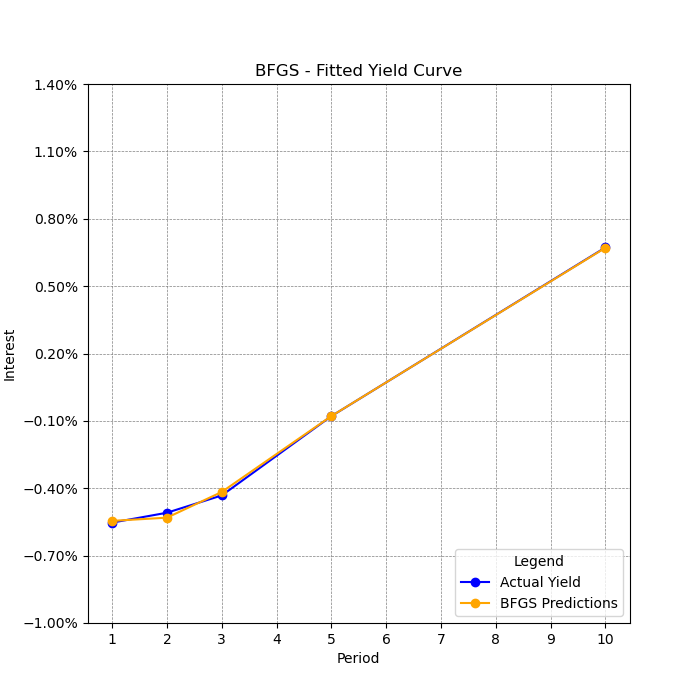 BFGS - Fitted Yield Curve
1.40%
1.10%
0.80%
0.50%
0.20%
−0.10%
−0.40%
−0.70%
−1.00%
Interest
Legend
Actual Yield
BFGS Predictions
1 2 3 4 5 6 7 8 9 10
Period